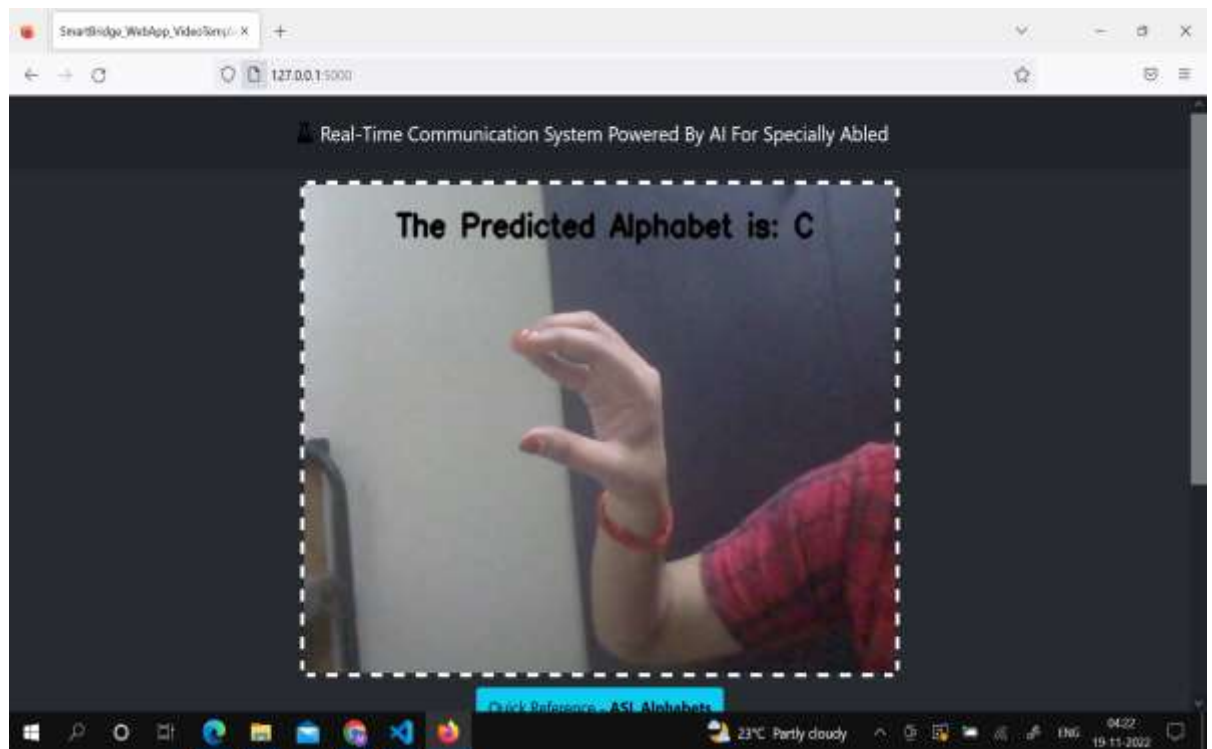 127.0.0.1:5000
Real-Time Communication System Powered By AI For Specially Abled
The Predicted Alphabet is: C
Quick Reference - ASL Alphabets
23°C Partly cloudy
ENG
04:22
19-11-2022